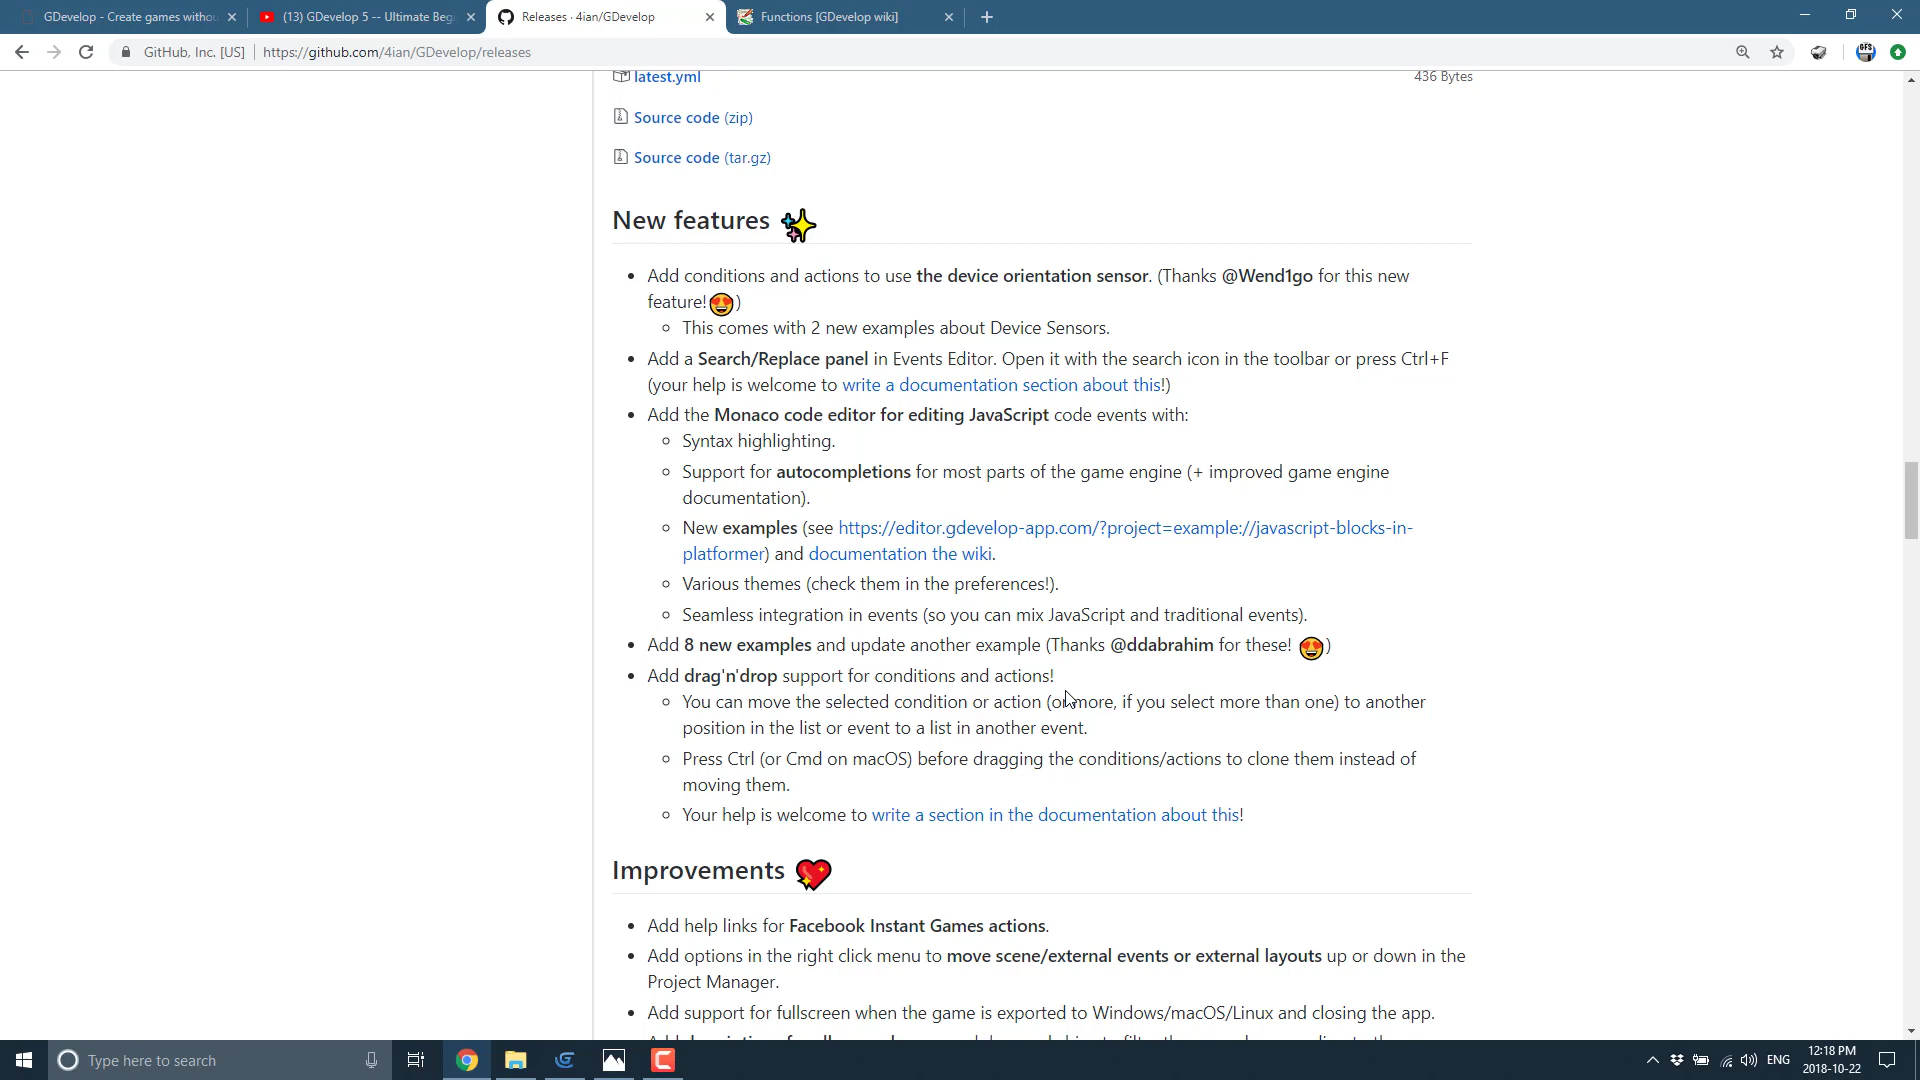 GDevelop - Create games withou
(13) GDevelop 5 -- Ultimate Beg
Releases · 4ian/GDevelop
Functions [GDevelop wiki]
GitHub, Inc. [US] | https://github.com/4ian/GDevelop/releases
GFS
latest.yml 436 Bytes
Source code (zip)
Source code (tar.gz)
New features
Add conditions and actions to use the device orientation sensor. (Thanks @Wend1go for this new
feature! )
This comes with 2 new examples about Device Sensors.
Add a Search/Replace panel in Events Editor. Open it with the search icon in the toolbar or press Ctrl+F
(your help is welcome to write a documentation section about this!)
Add the Monaco code editor for editing JavaScript code events with:
Syntax highlighting.
Support for autocompletions for most parts of the game engine (+ improved game engine
documentation).
New examples (see https://editor.gdevelop-app.com/?project=example://javascript-blocks-in-
platformer) and documentation the wiki.
Various themes (check them in the preferences!).
Seamless integration in events (so you can mix JavaScript and traditional events).
Add 8 new examples and update another example (Thanks @ddabrahim for these! )
Add drag'n'drop support for conditions and actions!
You can move the selected condition or action (or more, if you select more than one) to another
position in the list or event to a list in another event.
Press Ctrl (or Cmd on macOS) before dragging the conditions/actions to clone them instead of
moving them.
Your help is welcome to write a section in the documentation about this!
Improvements
Add help links for Facebook Instant Games actions.
Add options in the right click menu to move scene/external events or external layouts up or down in the
Project Manager.
Add support for fullscreen when the game is exported to Windows/macOS/Linux and closing the app.
Type here to search
ENG
12:18 PM
2018-10-22